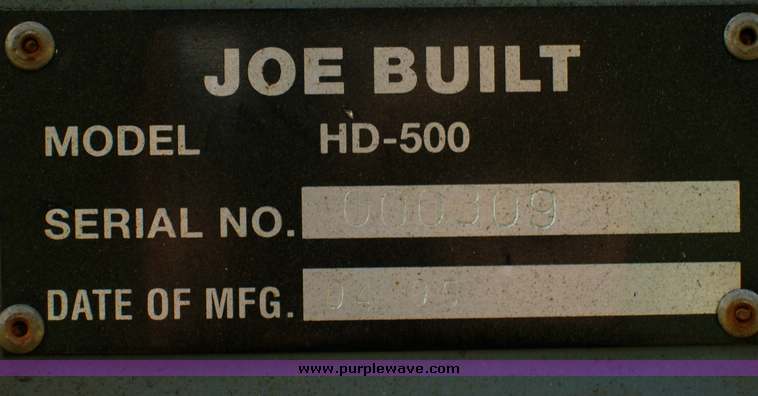 JOE BUILT
MODEL HD-500
SERIAL NO. 000309
DATE OF MFG.
www.purplewave.com